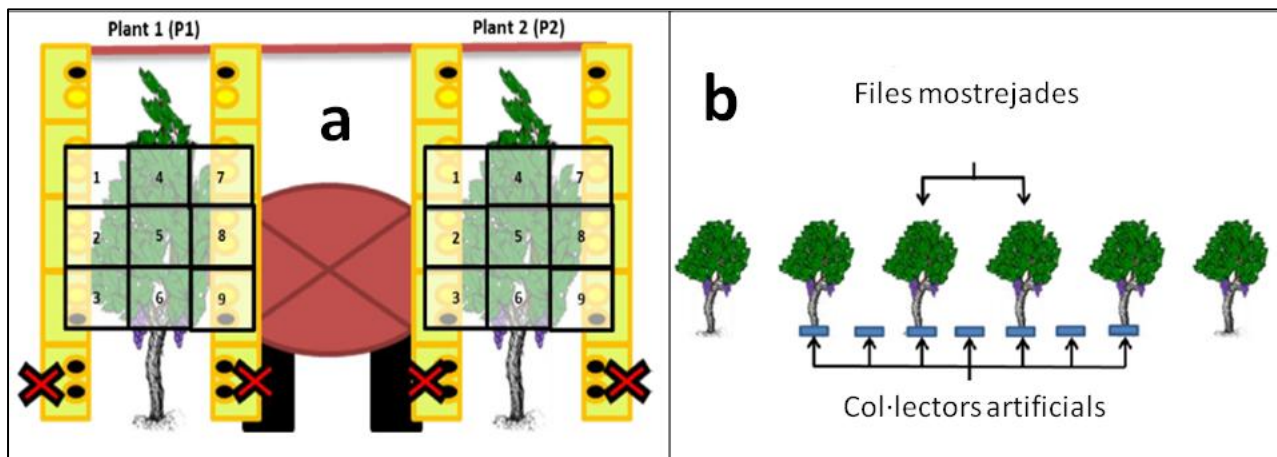 Plant 1 (P1)
Plant 2 (P2)
a
1 4 7
2 5 8
3 6 9
1 4 7
2 5 8
3 6 9
b
Files mostrejades
Col·lectors artificials